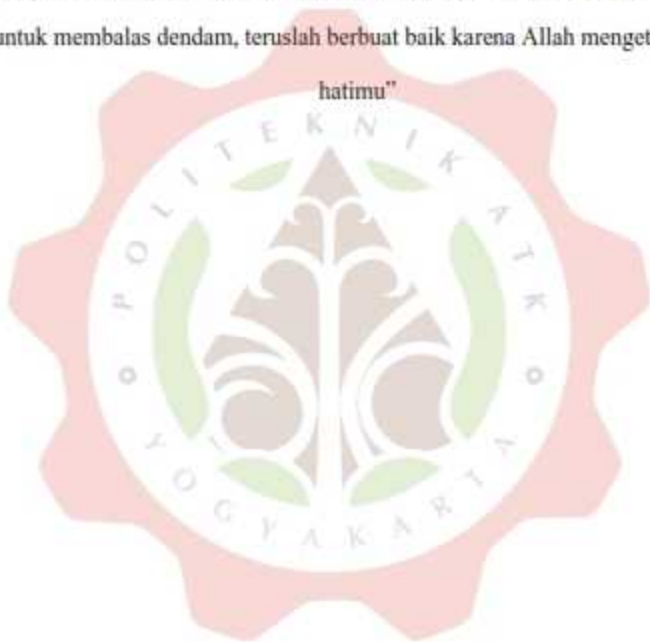 untuk membalas dendam, teruslah berbuat baik karena Allah menget
hatimu”
POLITEKNIK ATK
YOGYAKARTA